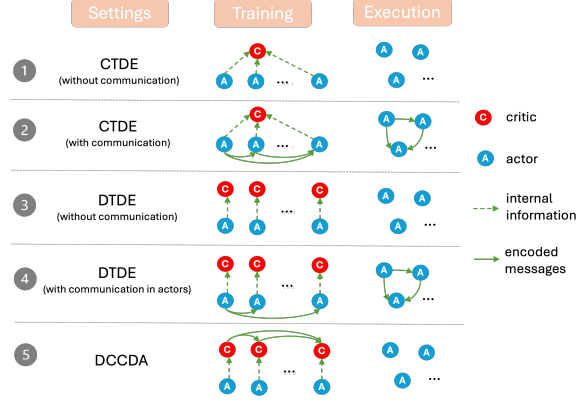 Settings Training Execution
1 CTDE (without communication) C A A ... A A A A ...
2 CTDE (with communication) C A A ... A A A A ...
3 DTDE (without communication) C C C A A ... A A A A ...
4 DTDE (with communication in actors) C C C A A ... A A A A ...
5 DCCDA C C C A A ... A A A A ...
C critic
A actor
internal information
encoded messages